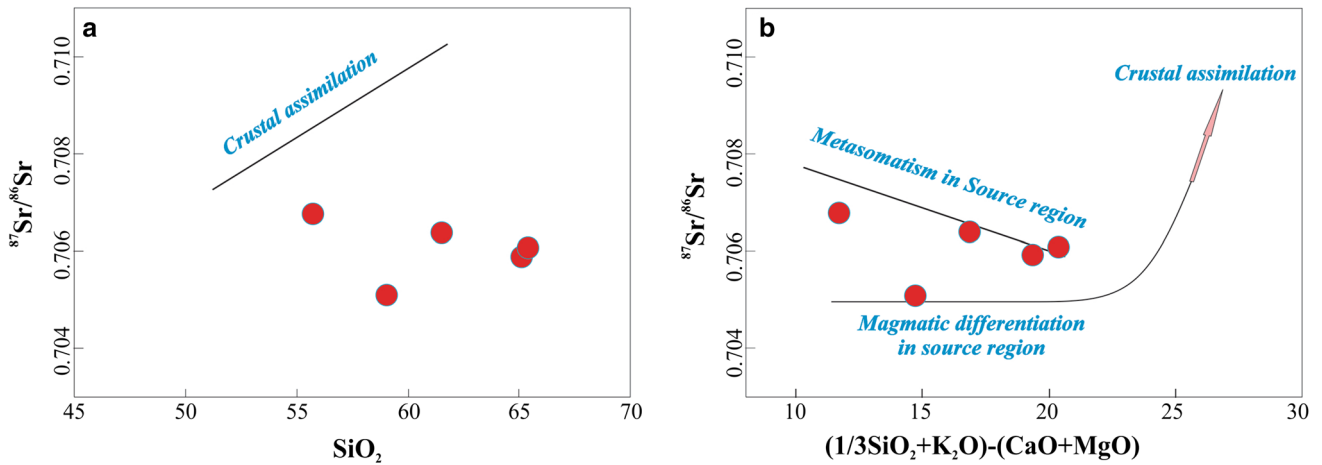 a
0.710
0.708
0.706
0.704
⁸⁷Sr/⁸⁶Sr
Crustal assimilation
45
50
55
60
65
70
SiO₂
b
0.710
0.708
0.706
0.704
⁸⁷Sr/⁸⁶Sr
Crustal assimilation
Metasomatism in Source region
Magmatic differentiation
in source region
10
15
20
25
30
(1/3SiO₂+K₂O)-(CaO+MgO)